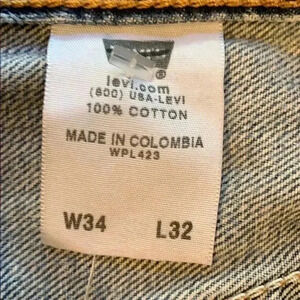 ®
levi.com
(800) USA-LEVI
100% COTTON
MADE IN COLOMBIA
WPL423
W34 L32